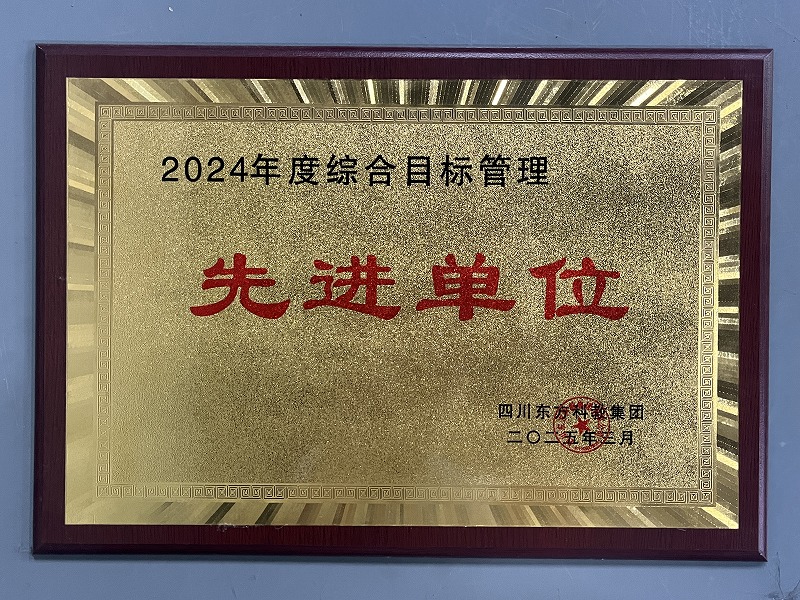 2024年度综合目标管理
先进单位
四川东方科教集团
二〇二五年三月